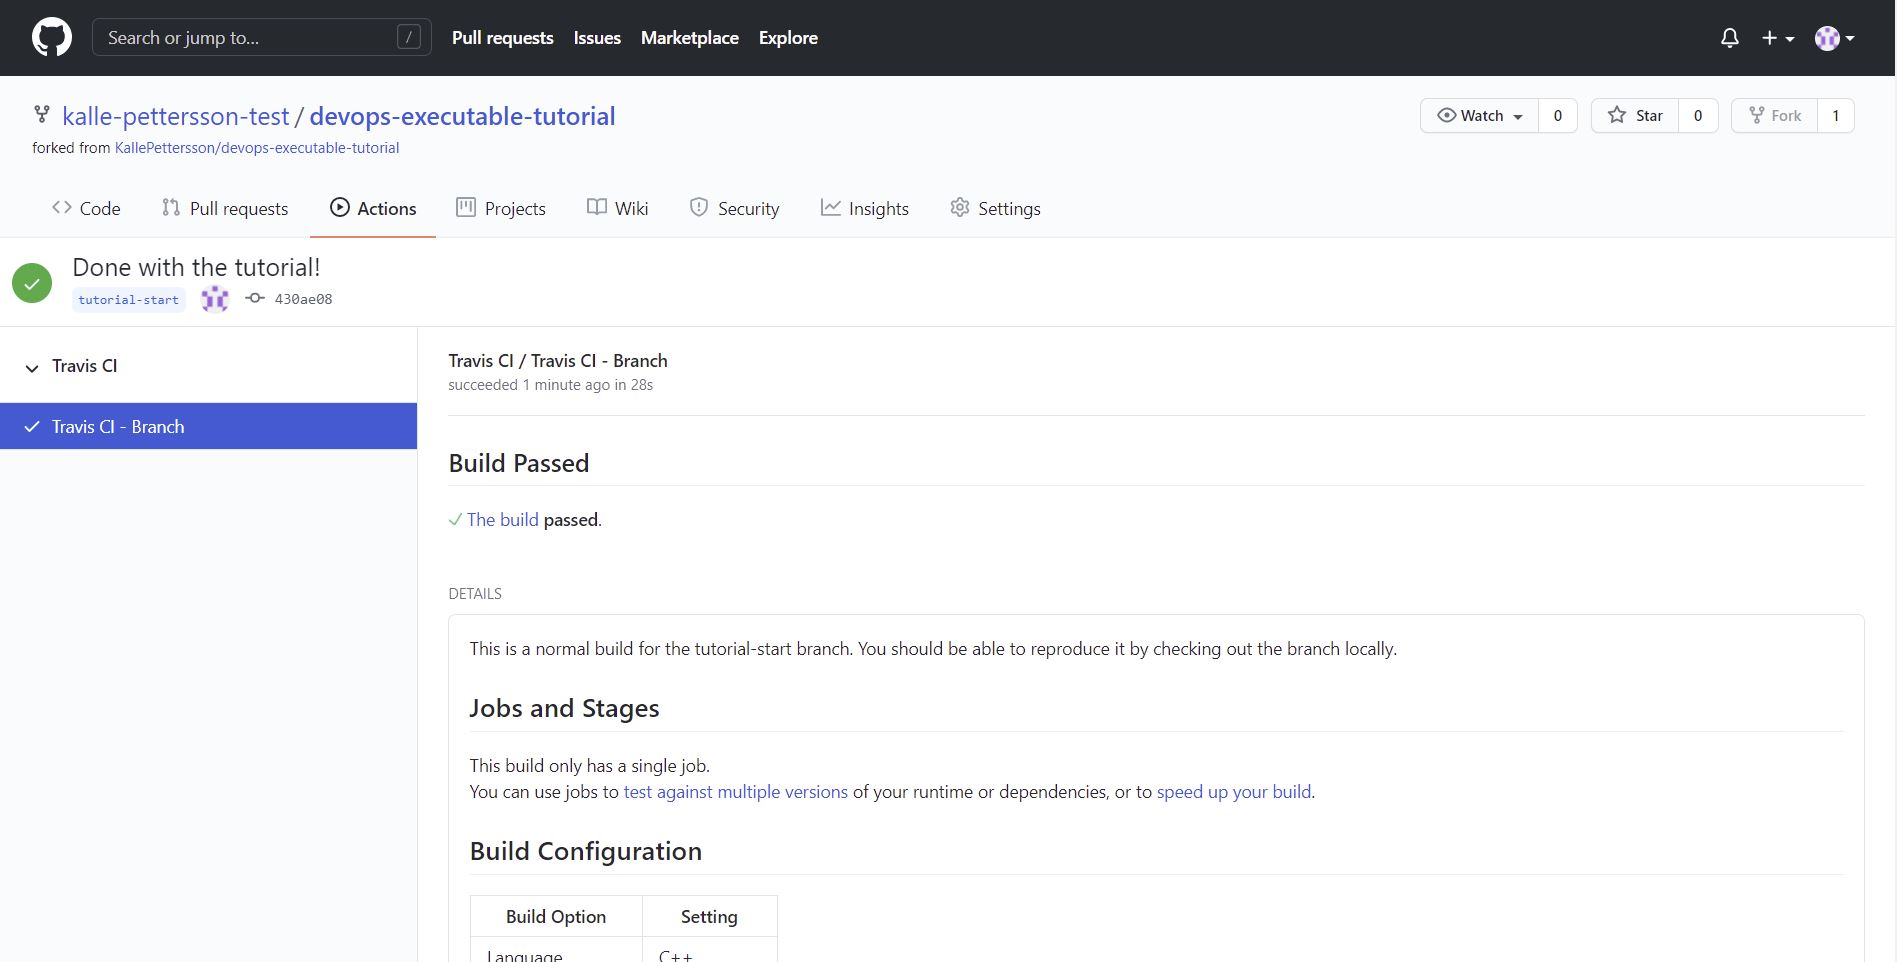 Search or jump to... /
Pull requests Issues Marketplace Explore
kalle-pettersson-test / devops-executable-tutorial
forked from KallePettersson/devops-executable-tutorial
Watch 0 Star 0 Fork 1
Code Pull requests Actions Projects Wiki Security Insights Settings
Done with the tutorial!
tutorial-start 430ae08
Travis CI
Travis CI - Branch
Travis CI / Travis CI - Branch
succeeded 1 minute ago in 28s
Build Passed
The build passed.
DETAILS
This is a normal build for the tutorial-start branch. You should be able to reproduce it by checking out the branch locally.
Jobs and Stages
This build only has a single job.
You can use jobs to test against multiple versions of your runtime or dependencies, or to speed up your build.
Build Configuration
Build Option Setting
Language C++